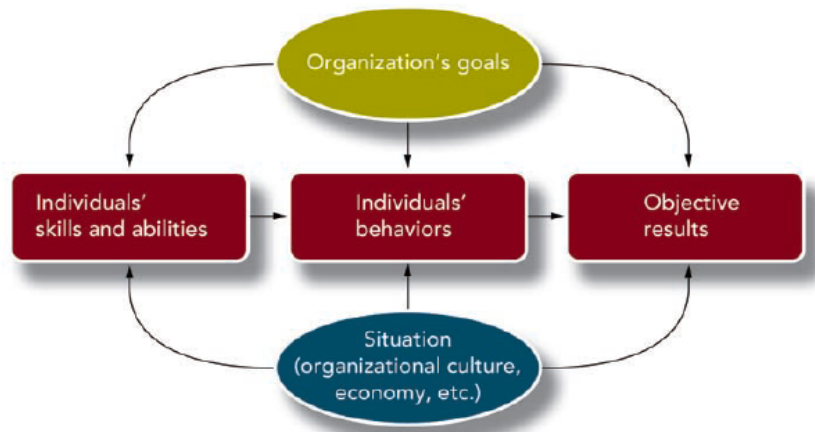 Organization's goals
Individuals'
skills and abilities
Individuals'
behaviors
Objective
results
Situation
(organizational culture,
economy, etc.)